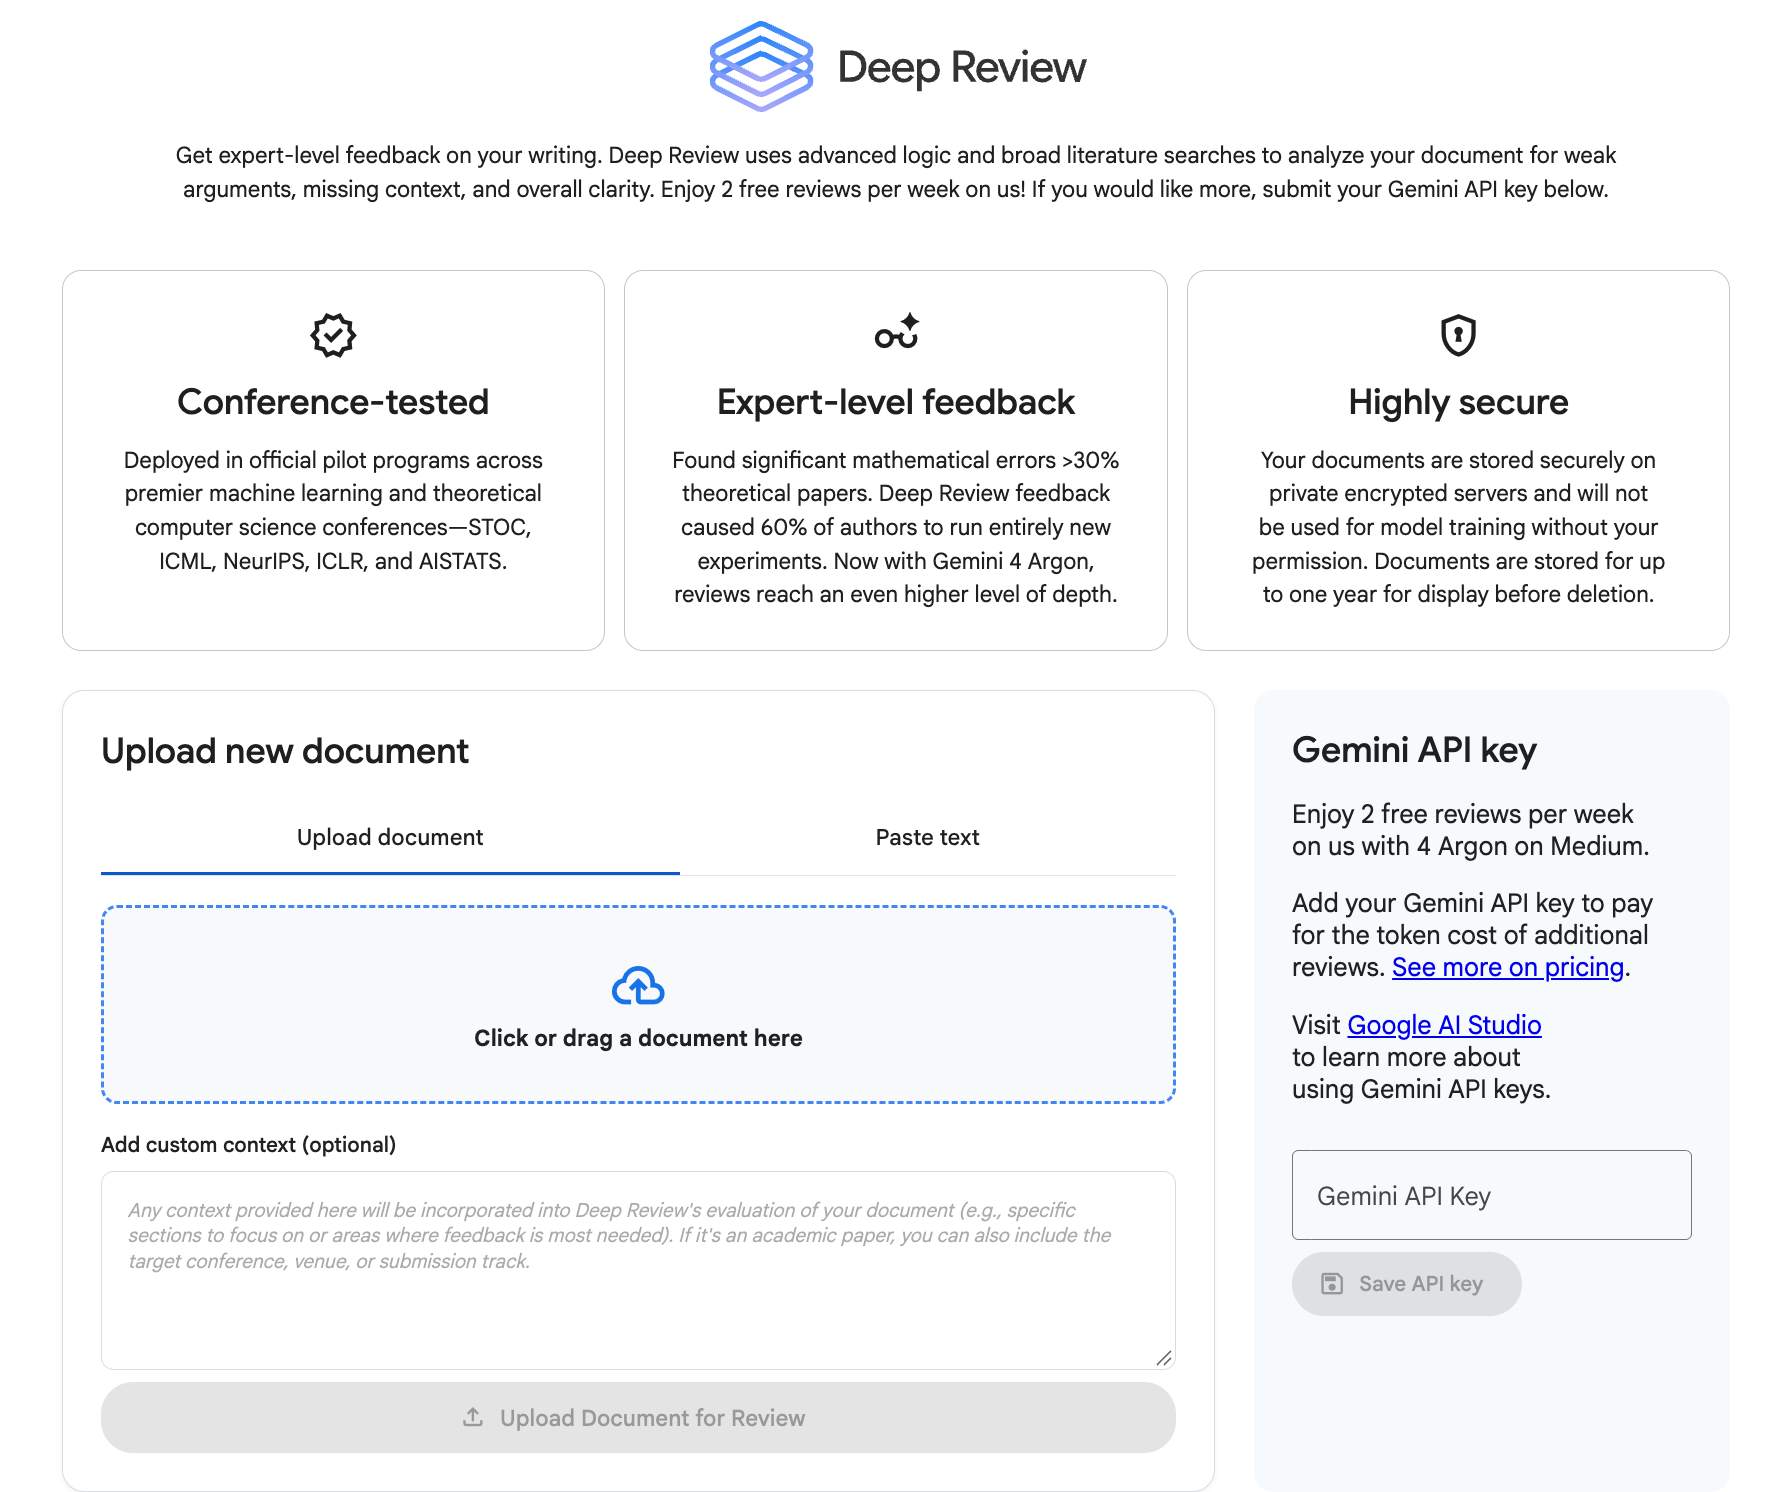 Deep Review
Get expert-level feedback on your writing. Deep Review uses advanced logic and broad literature searches to analyze your document for weak
arguments, missing context, and overall clarity. Enjoy 2 free reviews per week on us! If you would like more, submit your Gemini API key below.
Conference-tested
Deployed in official pilot programs across
premier machine learning and theoretical
computer science conferences—STOC,
ICML, NeurIPS, ICLR, and AISTATS.
Expert-level feedback
Found significant mathematical errors >30%
theoretical papers. Deep Review feedback
caused 60% of authors to run entirely new
experiments. Now with Gemini 4 Argon,
reviews reach an even higher level of depth.
Highly secure
Your documents are stored securely on
private encrypted servers and will not
be used for model training without your
permission. Documents are stored for up
to one year for display before deletion.
Upload new document
Upload document
Paste text
Click or drag a document here
Add custom context (optional)
Any context provided here will be incorporated into Deep Review's evaluation of your document (e.g., specific
sections to focus on or areas where feedback is most needed). If it's an academic paper, you can also include the
target conference, venue, or submission track.
Upload Document for Review
Gemini API key
Enjoy 2 free reviews per week
on us with 4 Argon on Medium.
Add your Gemini API key to pay
for the token cost of additional
reviews. See more on pricing.
Visit Google AI Studio
to learn more about
using Gemini API keys.
Gemini API Key
Save API key